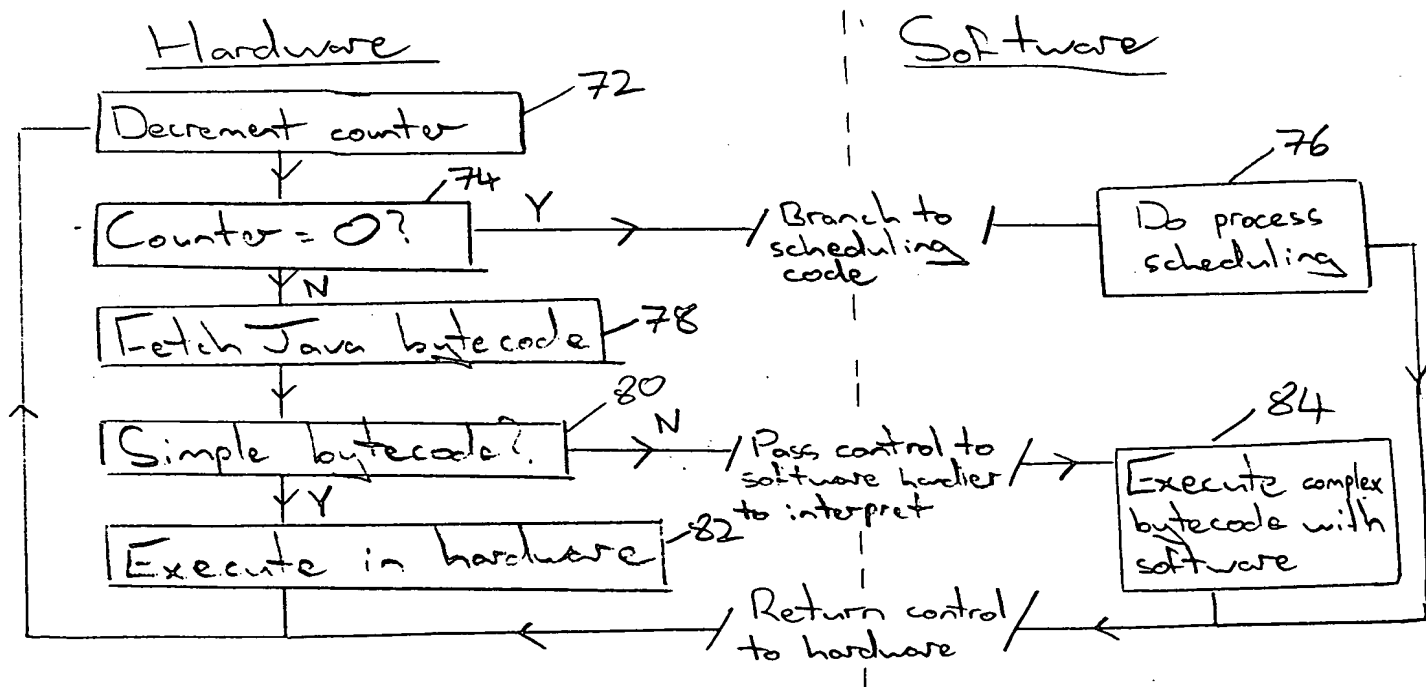 Hardware
Software
72
Decrement counter
74
Counter = 0?
Y
Branch to
scheduling
code
76
Do process
scheduling
N
Fetch Java bytecode
78
80
Simple bytecode?
N
Pass control to
software hardier
to interpret
84
Execute complex
bytecode with
software
Y
Execute in hardware
82
Return control
to hardware